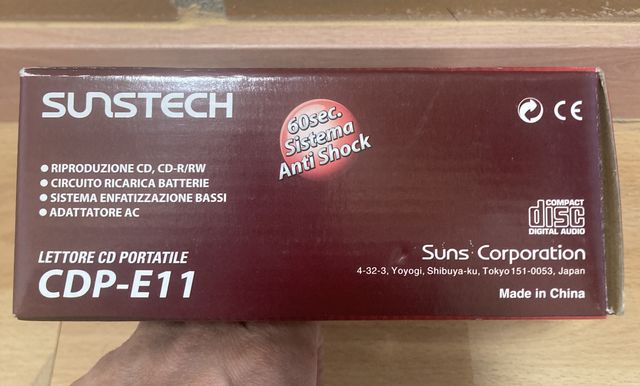 SUNSTECH
60sec.
Sistema
Anti Shock
CE
● RIPRODUZIONE CD, CD-R/RW
● CIRCUITO RICARICA BATTERIE
● SISTEMA ENFATIZZAZIONE BASSI
● ADATTATORE AC
COMPACT
disc
DIGITAL AUDIO
LETTORE CD PORTATILE
CDP-E11
Suns Corporation
4-32-3, Yoyogi, Shibuya-ku, Tokyo 151-0053, Japan
Made in China